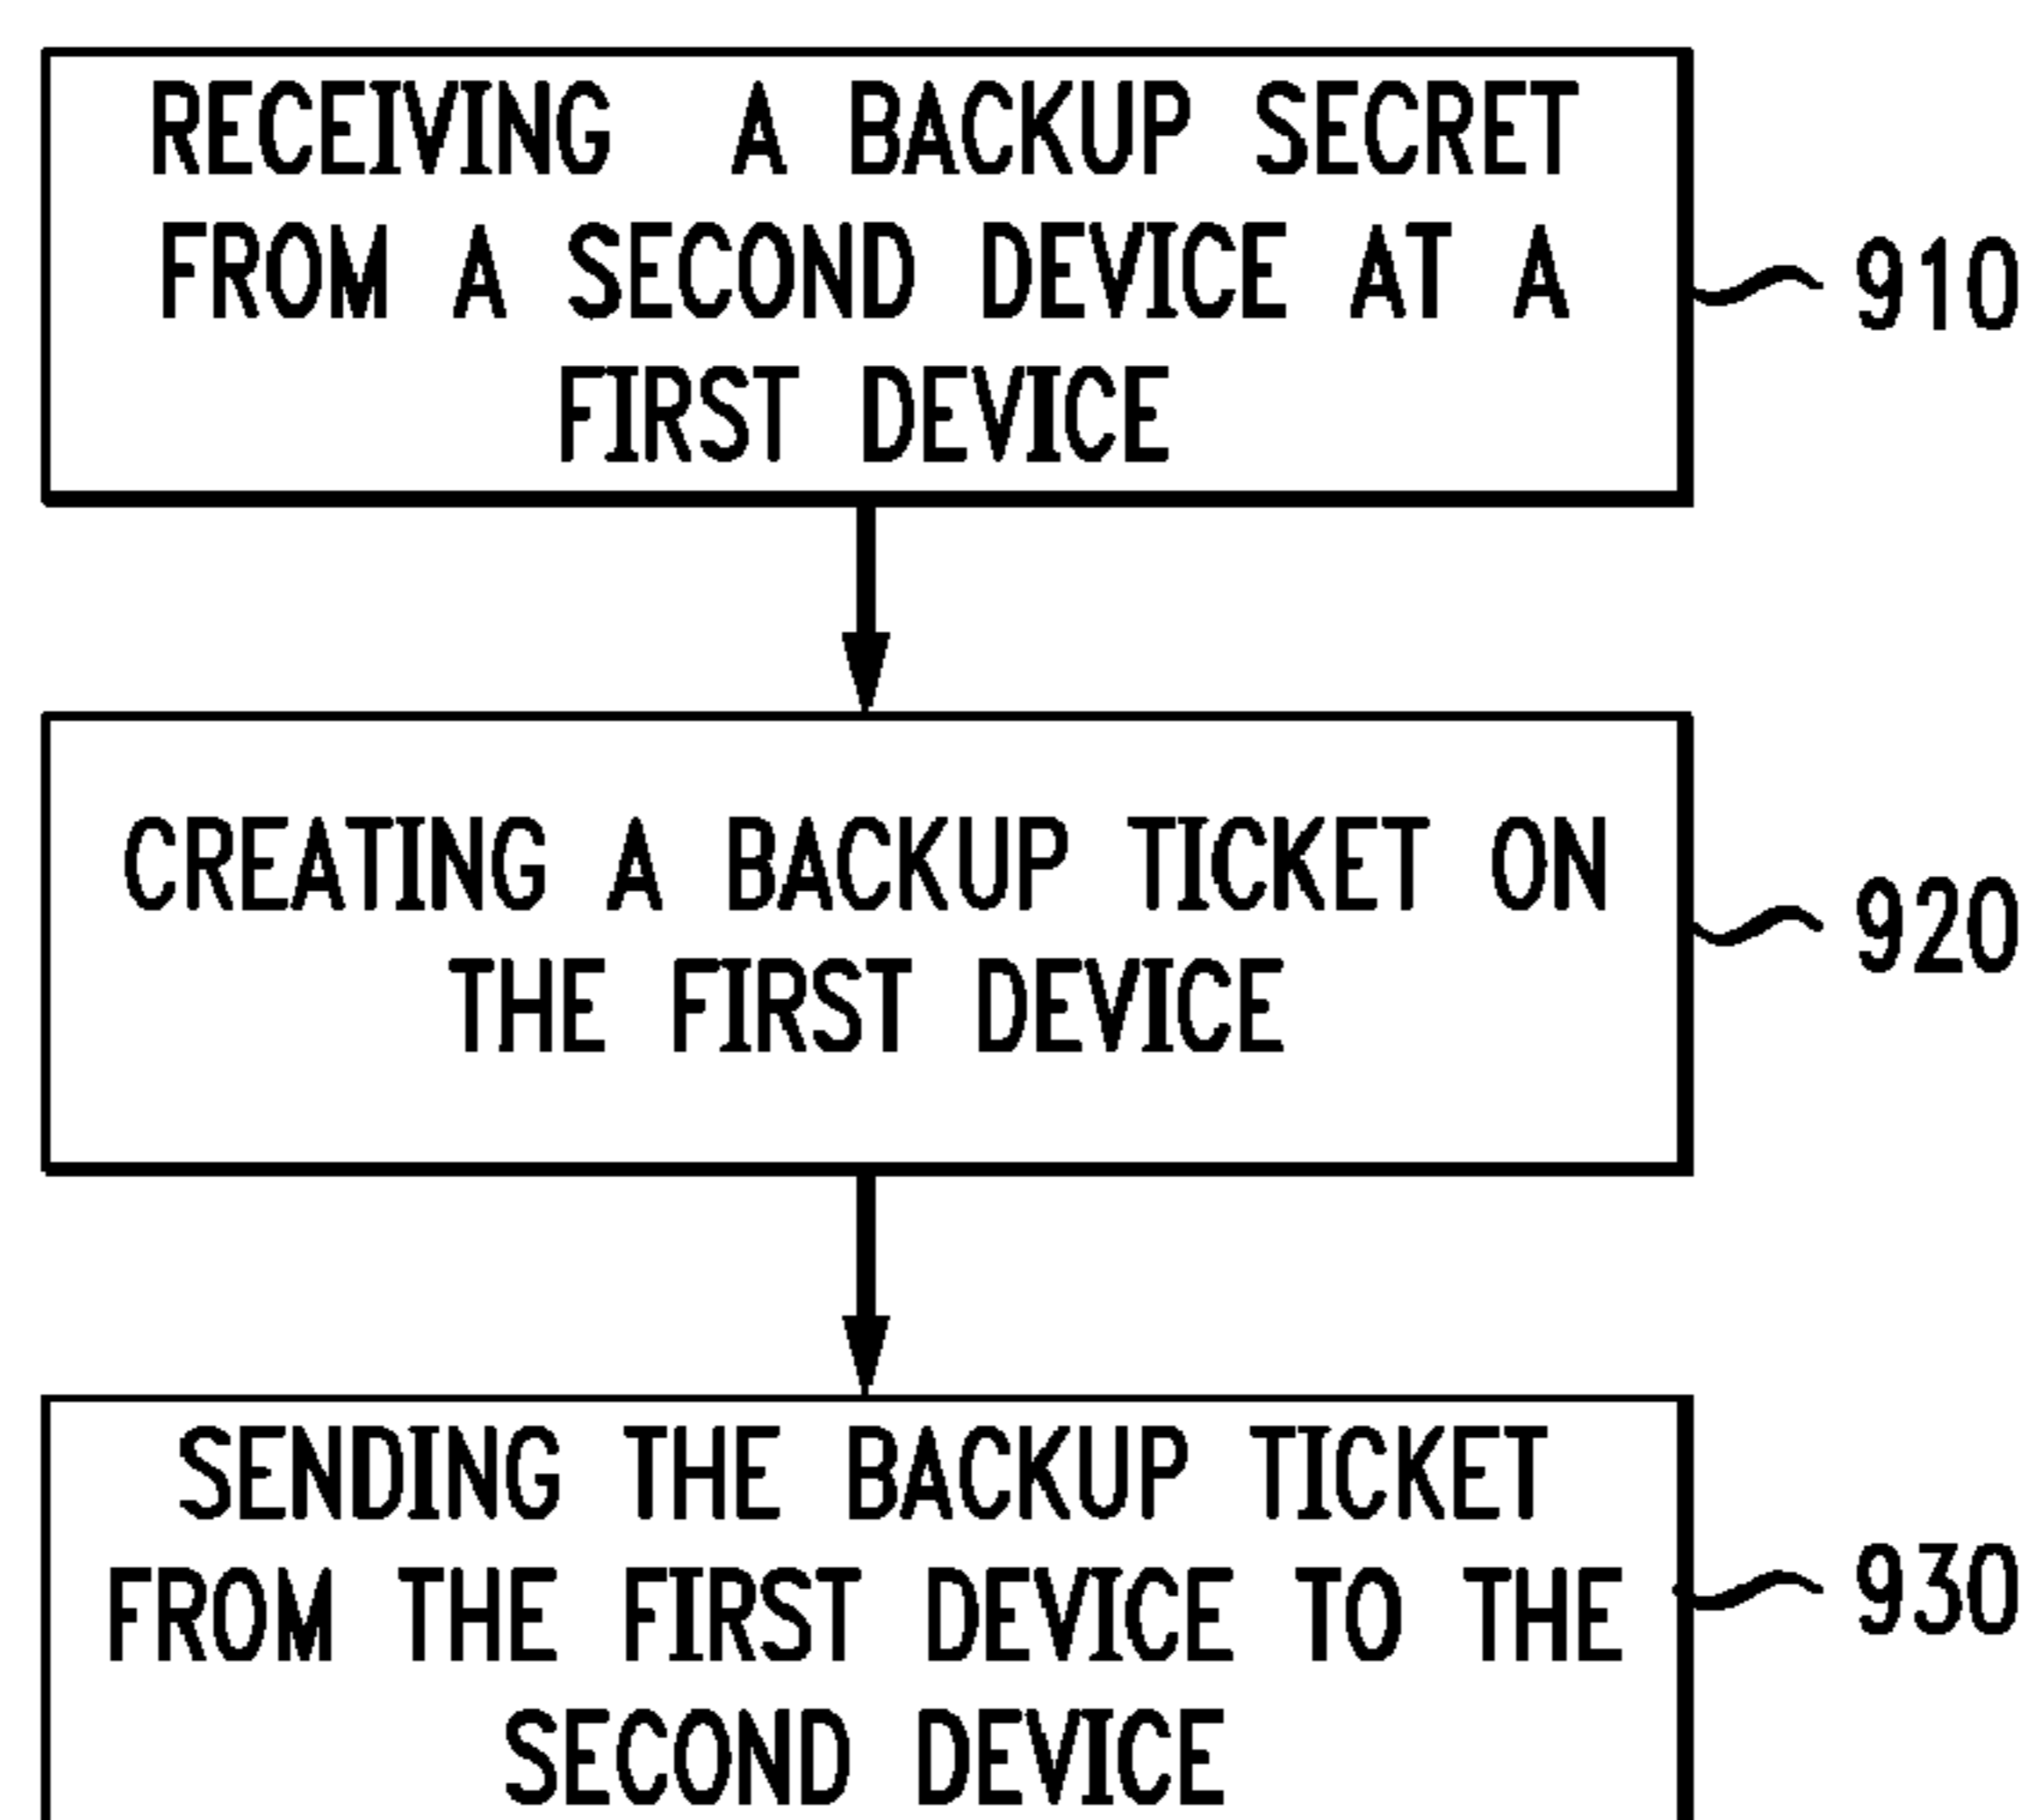 RECEIVING A BACKUP SECRET
FROM A SECOND DEVICE AT A
FIRST DEVICE
910
CREATING A BACKUP TICKET ON
THE FIRST DEVICE
920
SENDING THE BACKUP TICKET
FROM THE FIRST DEVICE TO THE
SECOND DEVICE
930